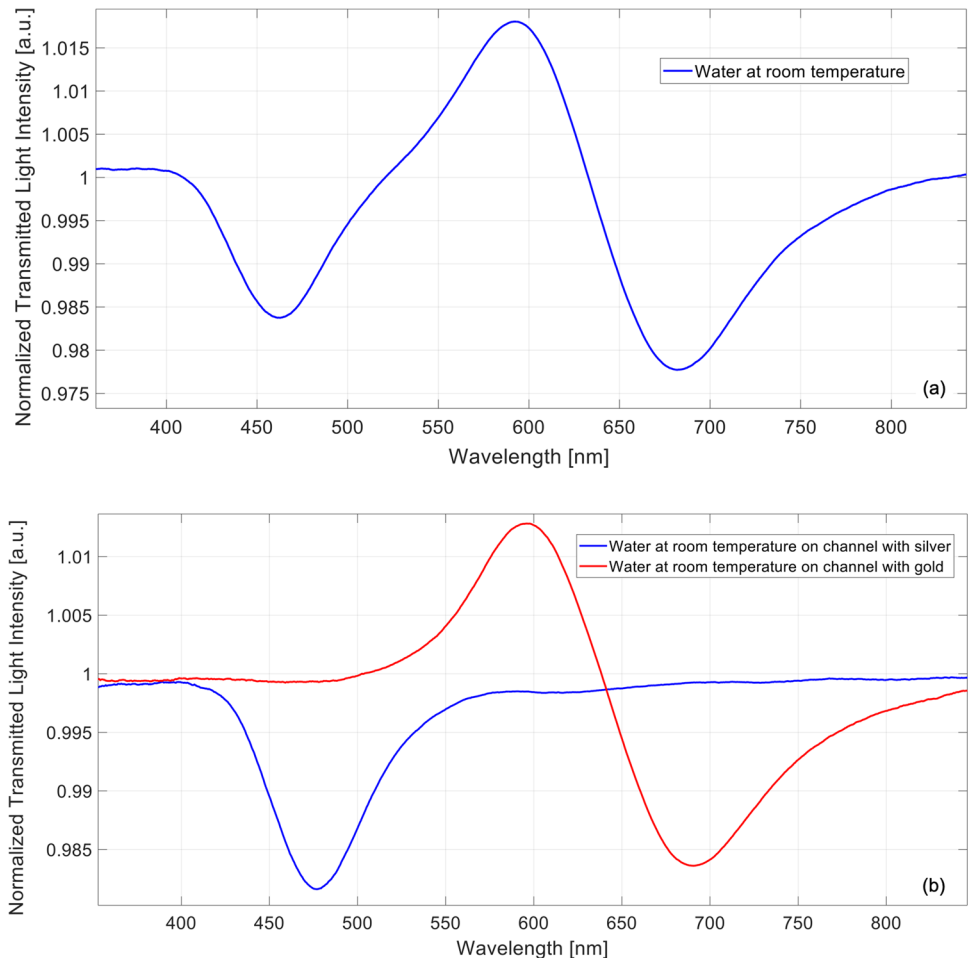 Normalized Transmitted Light Intensity [a.u.]
1.015
1.01
1.005
1
0.995
0.99
0.985
0.98
0.975
Water at room temperature
(a)
400 450 500 550 600 650 700 750 800
Wavelength [nm]
Normalized Transmitted Light Intensity [a.u.]
1.01
1.005
1
0.995
0.99
0.985
Water at room temperature on channel with silver
Water at room temperature on channel with gold
(b)
400 450 500 550 600 650 700 750 800
Wavelength [nm]